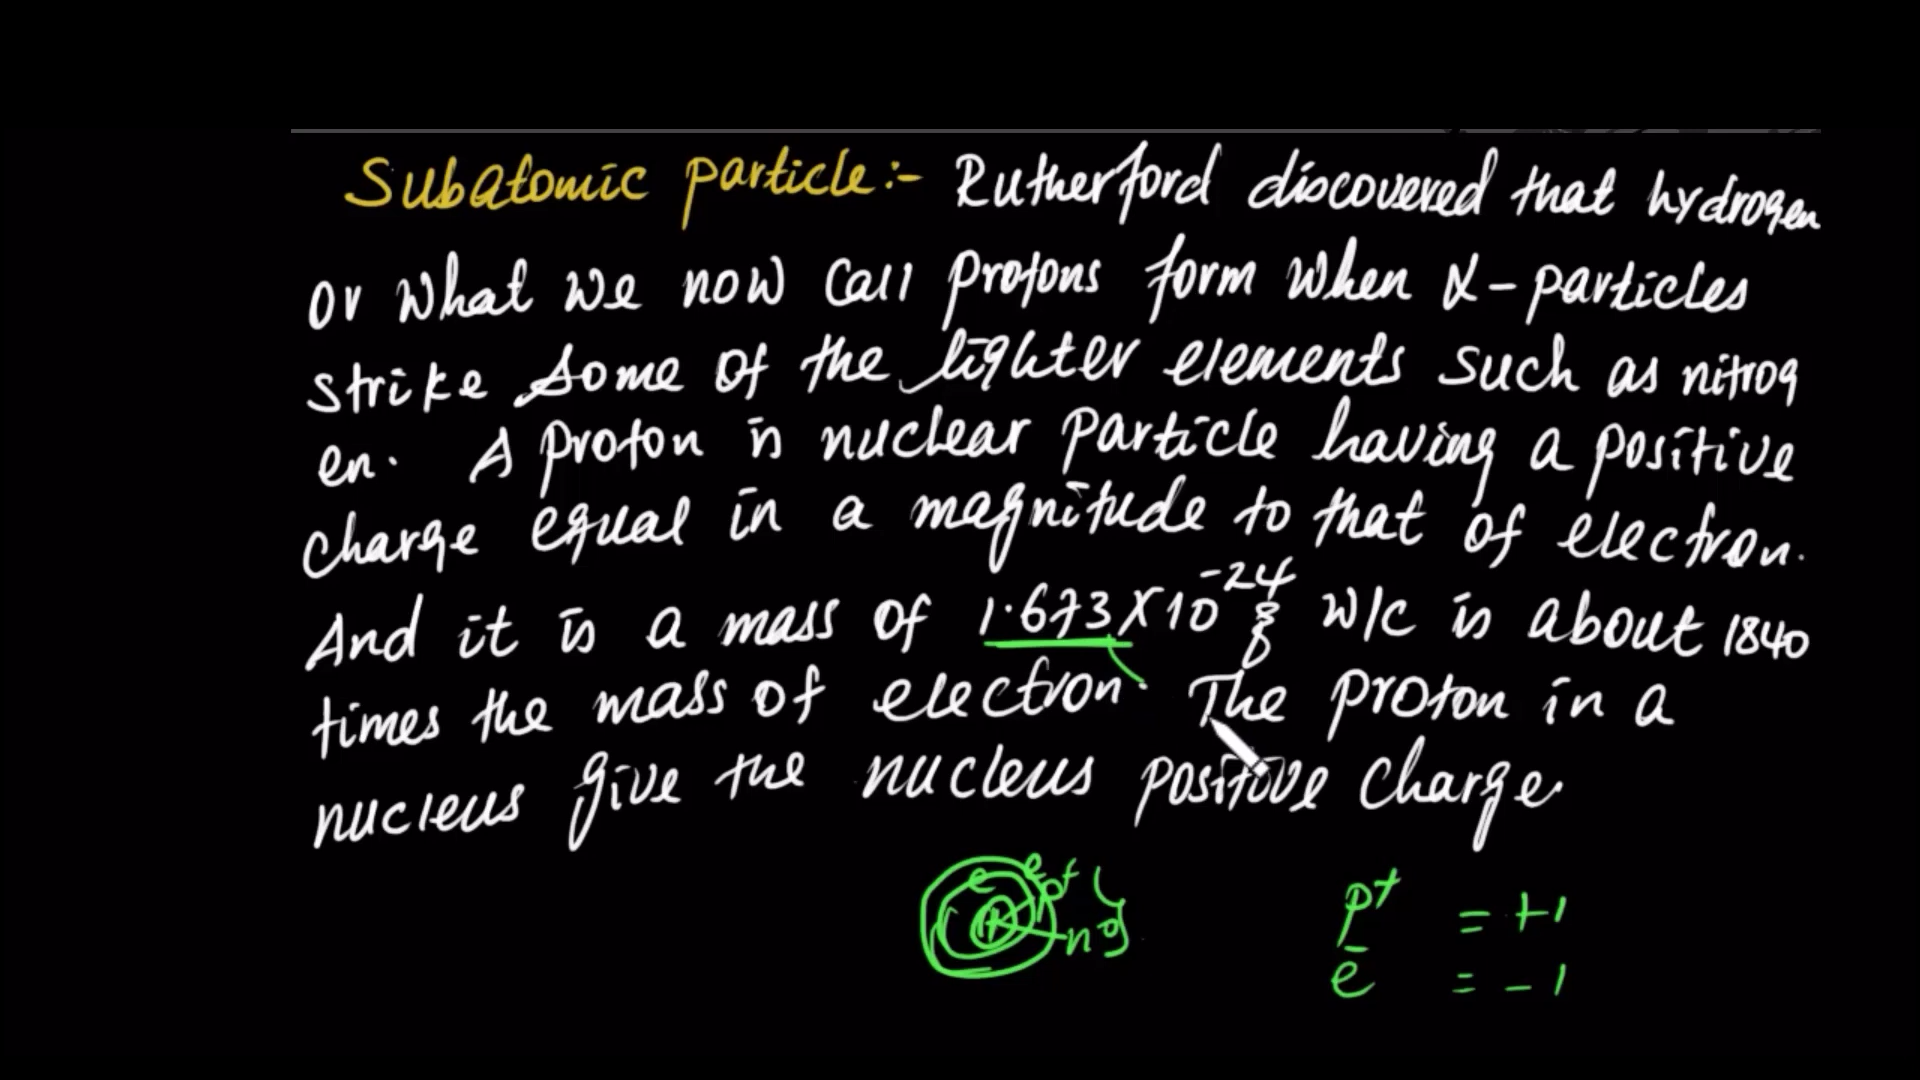 Subatomic particle:- Rutherford discovered that hydrogen
or what we now call protons form when α-particles
strike some of the lighter elements such as nitrog
en. A proton is nuclear particle having a positive
charge equal in a magnitude to that of electron.
And it is a mass of 1.673×10⁻²⁴g w/c is about 1840
times the mass of electron. The proton in a
nucleus give the nucleus positive charge
e e p⁺
+ n⁰
p⁺ = +1
e⁻ = -1